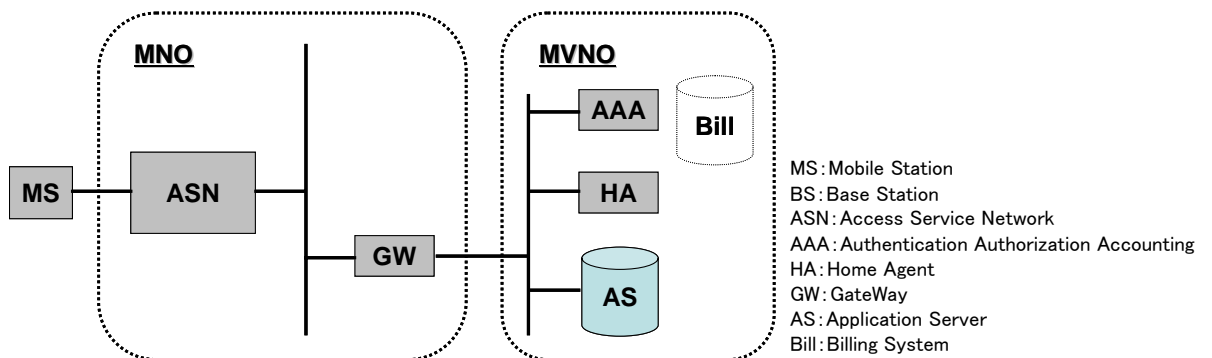 MNO
MVNO
AAA
Bill
MS
ASN
HA
GW
AS
MS:Mobile Station
BS:Base Station
ASN:Access Service Network
AAA:Authentication Authorization Accounting
HA:Home Agent
GW:GateWay
AS:Application Server
Bill:Billing System